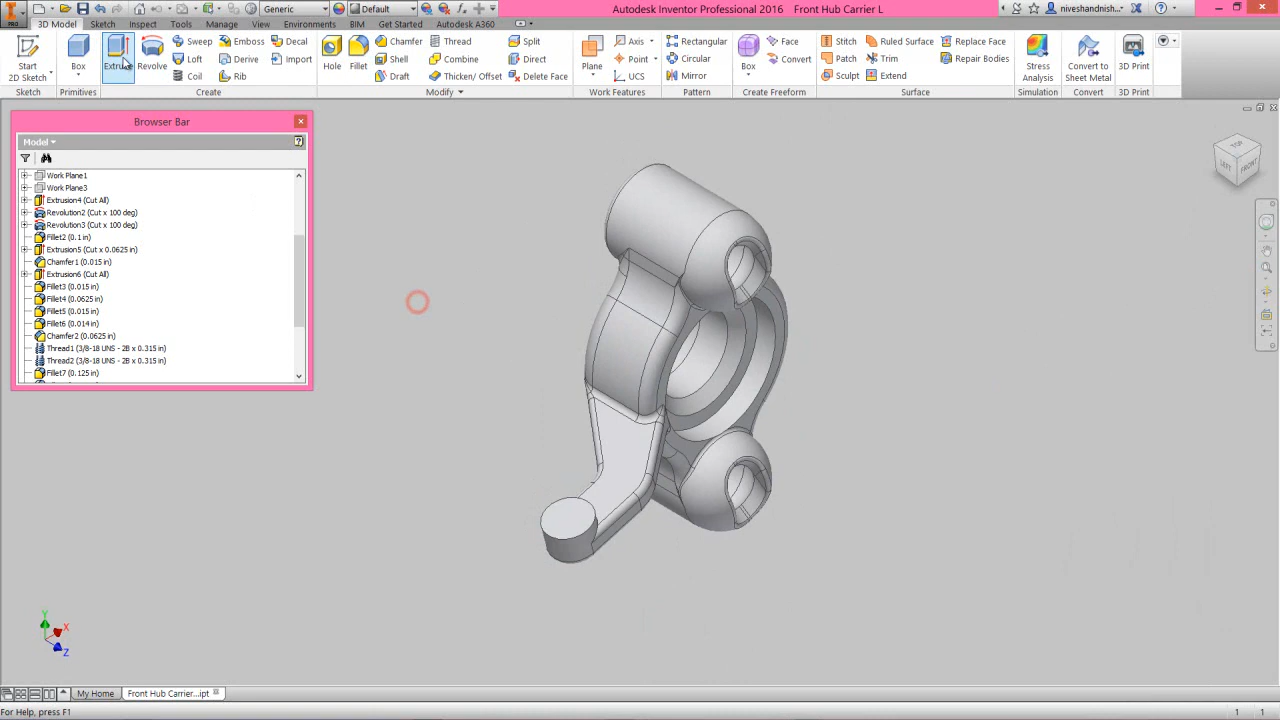 Generic
Default
Autodesk Inventor Professional 2016 Front Hub Carrier L
niveshandnish...
PRO
3D Model
Sketch
Inspect
Tools
Manage
View
Environments
BIM
Get Started
Autodesk A360
Start
2D Sketch
Box
Extrude
Revolve
Sweep
Emboss
Decal
Loft
Derive
Import
Coil
Rib
Hole
Fillet
Chamfer
Thread
Split
Shell
Combine
Direct
Draft
Thicken/ Offset
Delete Face
Plane
Axis
Point
UCS
Rectangular
Circular
Mirror
Box
Face
Convert
Stitch
Ruled Surface
Replace Face
Patch
Trim
Repair Bodies
Sculpt
Extend
Stress
Analysis
Convert to
Sheet Metal
3D Print
Sketch
Primitives
Create
Modify
Work Features
Pattern
Create Freeform
Surface
Simulation
Convert
3D Print
Browser Bar
Model
Work Plane1
Work Plane3
Extrusion4 (Cut All)
Revolution2 (Cut x 100 deg)
Revolution3 (Cut x 100 deg)
Fillet2 (0.1 in)
Extrusion5 (Cut x 0.0625 in)
Chamfer1 (0.015 in)
Extrusion6 (Cut All)
Fillet3 (0.015 in)
Fillet4 (0.0625 in)
Fillet5 (0.015 in)
Fillet6 (0.014 in)
Chamfer2 (0.0625 in)
Thread1 (3/8-18 UNS - 2B x 0.315 in)
Thread2 (3/8-18 UNS - 2B x 0.315 in)
Fillet7 (0.125 in)
TOP
LEFT
FRONT
Y
X
Z
My Home
Front Hub Carrier...ipt
For Help, press F1
1
1